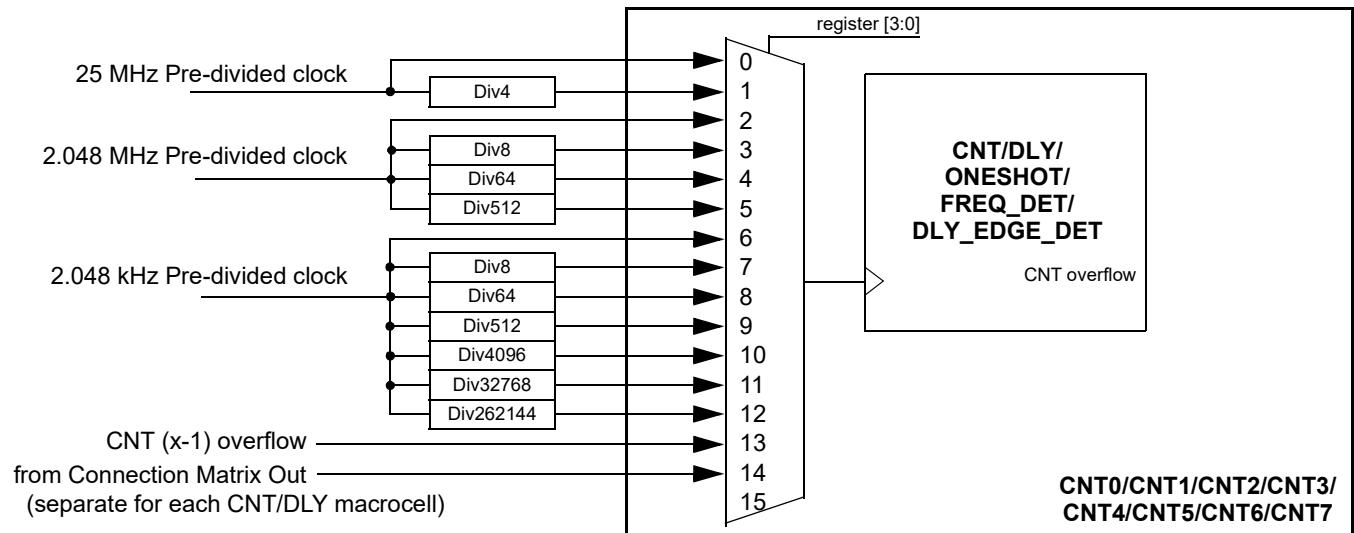 register [3:0]
25 MHz Pre-divided clock
Div4
2.048 MHz Pre-divided clock
Div8
Div64
Div512
2.048 kHz Pre-divided clock
Div8
Div64
Div512
Div4096
Div32768
Div262144
CNT (x-1) overflow
from Connection Matrix Out
(separate for each CNT/DLY macrocell)
0
1
2
3
4
5
6
7
8
9
10
11
12
13
14
15
CNT/DLY/
ONESHOT/
FREQ_DET/
DLY_EDGE_DET
CNT overflow
CNT0/CNT1/CNT2/CNT3/
CNT4/CNT5/CNT6/CNT7